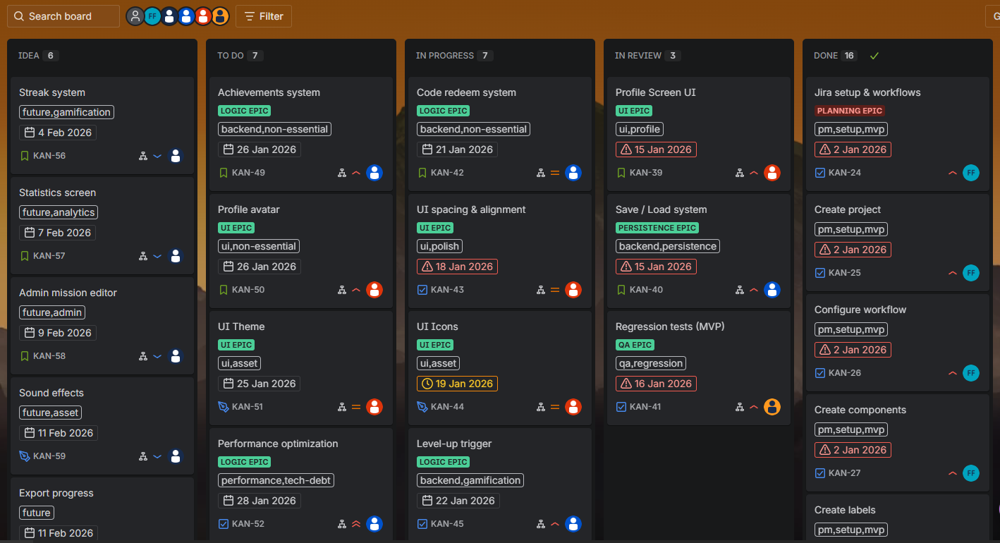 Search board
FF
Filter
G
IDEA 6
Streak system
future,gamification
4 Feb 2026
KAN-56
Statistics screen
future,analytics
7 Feb 2026
KAN-57
Admin mission editor
future,admin
9 Feb 2026
KAN-58
Sound effects
future,asset
11 Feb 2026
KAN-59
Export progress
future
11 Feb 2026
TO DO 7
Achievements system
LOGIC EPIC
backend,non-essential
26 Jan 2026
KAN-49
Profile avatar
UI EPIC
ui,non-essential
26 Jan 2026
KAN-50
UI Theme
UI EPIC
ui,asset
25 Jan 2026
KAN-51
Performance optimization
LOGIC EPIC
performance,tech-debt
28 Jan 2026
KAN-52
IN PROGRESS 7
Code redeem system
LOGIC EPIC
backend,non-essential
21 Jan 2026
KAN-42
UI spacing & alignment
UI EPIC
ui,polish
18 Jan 2026
KAN-43
UI Icons
UI EPIC
ui,asset
19 Jan 2026
KAN-44
Level-up trigger
LOGIC EPIC
backend,gamification
22 Jan 2026
KAN-45
IN REVIEW 3
Profile Screen UI
UI EPIC
ui,profile
15 Jan 2026
KAN-39
Save / Load system
PERSISTENCE EPIC
backend,persistence
15 Jan 2026
KAN-40
Regression tests (MVP)
QA EPIC
qa,regression
16 Jan 2026
KAN-41
DONE 16
Jira setup & workflows
PLANNING EPIC
pm,setup,mvp
2 Jan 2026
KAN-24
FF
Create project
pm,setup,mvp
2 Jan 2026
KAN-25
FF
Configure workflow
pm,setup,mvp
2 Jan 2026
KAN-26
FF
Create components
pm,setup,mvp
2 Jan 2026
KAN-27
FF
Create labels
pm,setup,mvp